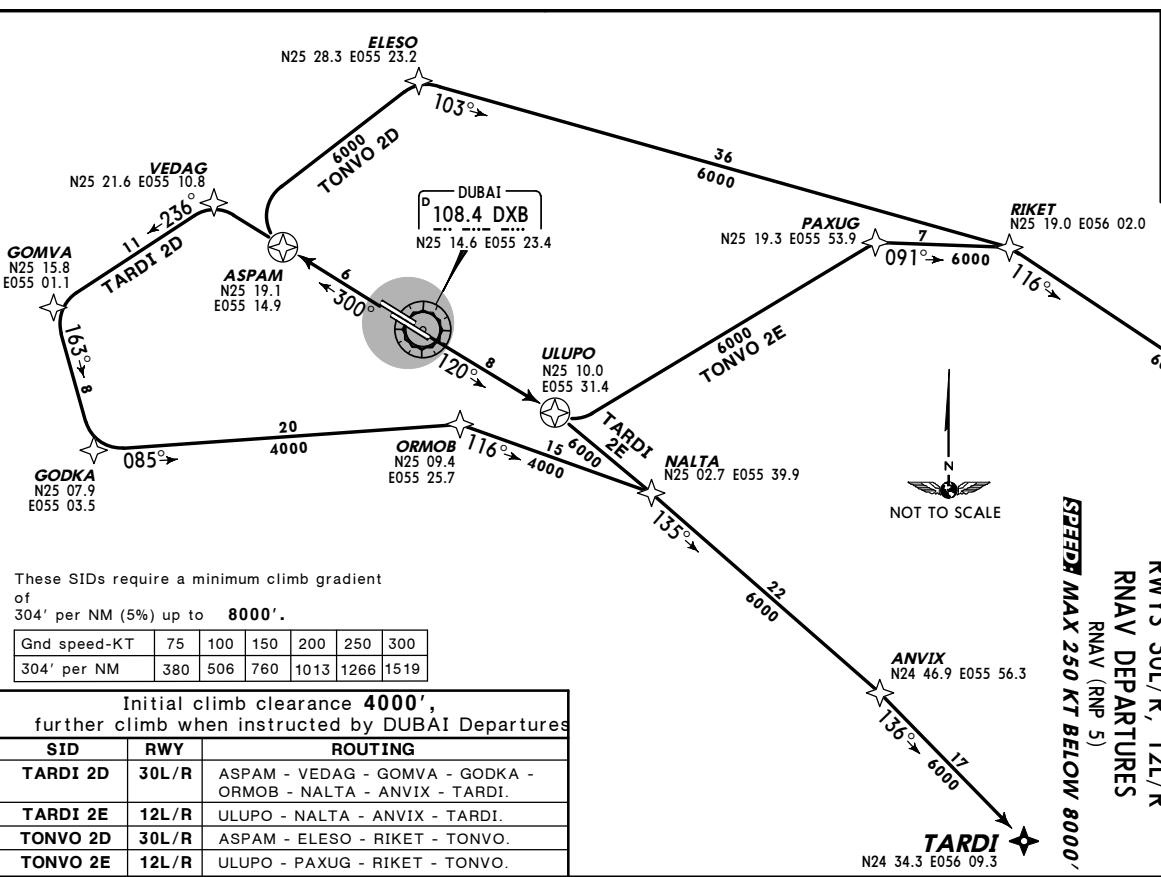 ELESO
N25 28.3 E055 23.2
103°
6000
TONVO 2D
36
6000
VEDAG
N25 21.6 E055 10.8
236°
11
TARDI 2D
GOMVA
N25 15.8
E055 01.1
ASPAM
N25 19.1
E055 14.9
6
300°
DUBAI
D
108.4 DXB
N25 14.6 E055 23.4
PAXUG
N25 19.3 E055 53.9
7
091°
6000
RIKET
N25 19.0 E056 02.0
116°
163°
8
120°
8
ULUPO
N25 10.0
E055 31.4
6000
TONVO 2E
TARDI
2E
6000
GODKA
N25 07.9
E055 03.5
085°
20
4000
ORMOB
N25 09.4
E055 25.7
116°
15
4000
NALTA
N25 02.7 E055 39.9
135°
22
6000
N
NOT TO SCALE
ANVIX
N24 46.9 E055 56.3
136°
17
6000
TARDI
N24 34.3 E056 09.3
RWYS 30L/R, 12L/R
RNAV DEPARTURES
RNAV (RNP 5)
SPEED: MAX 250 KT BELOW 8000'
These SIDs require a minimum climb gradient
of
304' per NM (5%) up to 8000'.
Gnd speed-KT 75 100 150 200 250 300
304' per NM 380 506 760 1013 1266 1519
Initial climb clearance 4000',
further climb when instructed by DUBAI Departures
SID RWY ROUTING
TARDI 2D 30L/R ASPAM - VEDAG - GOMVA - GODKA -
ORMOB - NALTA - ANVIX - TARDI.
TARDI 2E 12L/R ULUPO - NALTA - ANVIX - TARDI.
TONVO 2D 30L/R ASPAM - ELESO - RIKET - TONVO.
TONVO 2E 12L/R ULUPO - PAXUG - RIKET - TONVO.